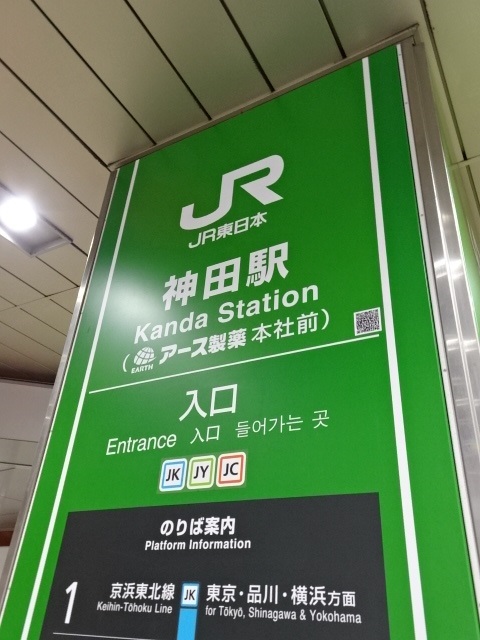 JR
JR東日本
神田駅
Kanda Station
(EARTH アース製薬 本社前)
入口
Entrance 入口 들어가는 곳
JK JY JC
のりば案内
Platform Information
1 京浜東北線 JK 東京・品川・横浜方面
Keihin-Tōhoku Line for Tōkyō, Shinagawa & Yokohama